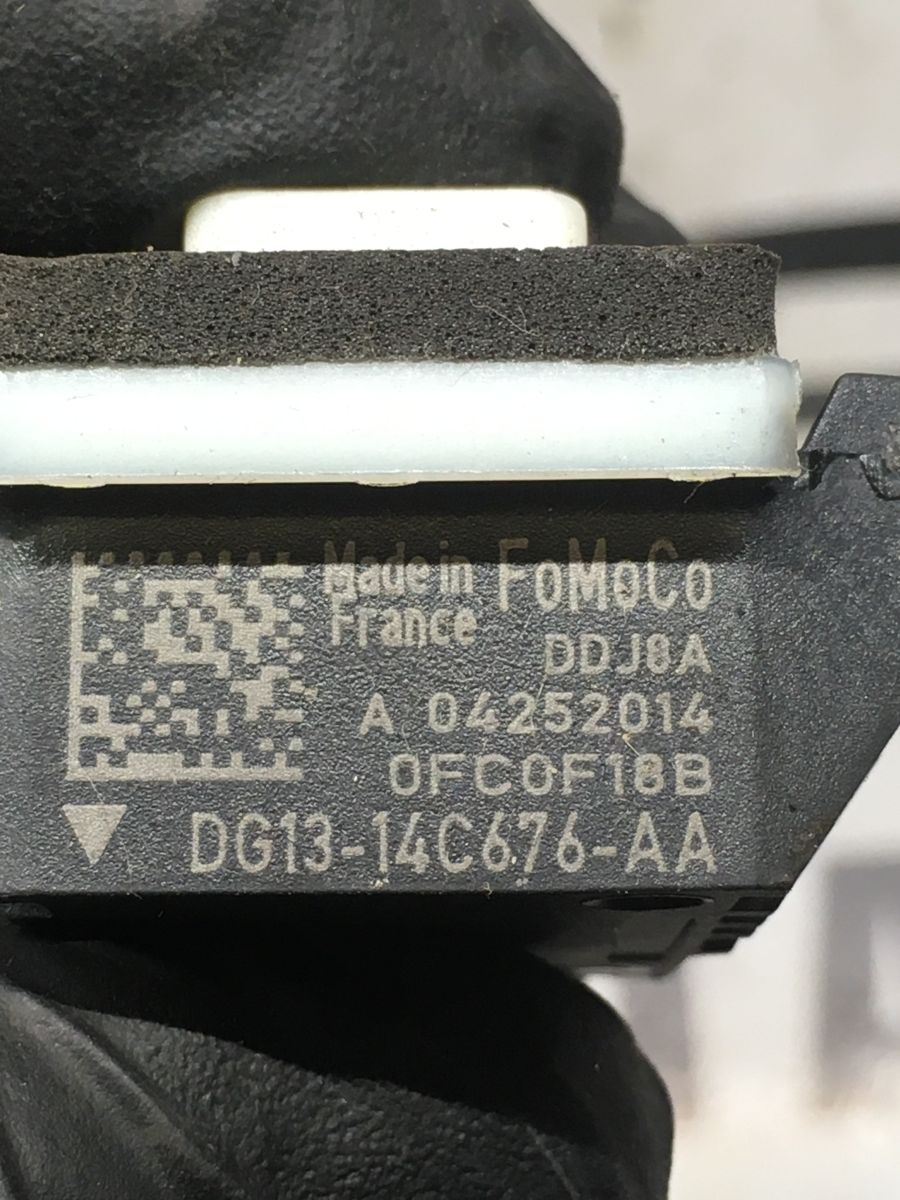 Made in FoMoCo
France
DDJ8A
A 04252014
0FC0F18B
DG13-14C676-AA